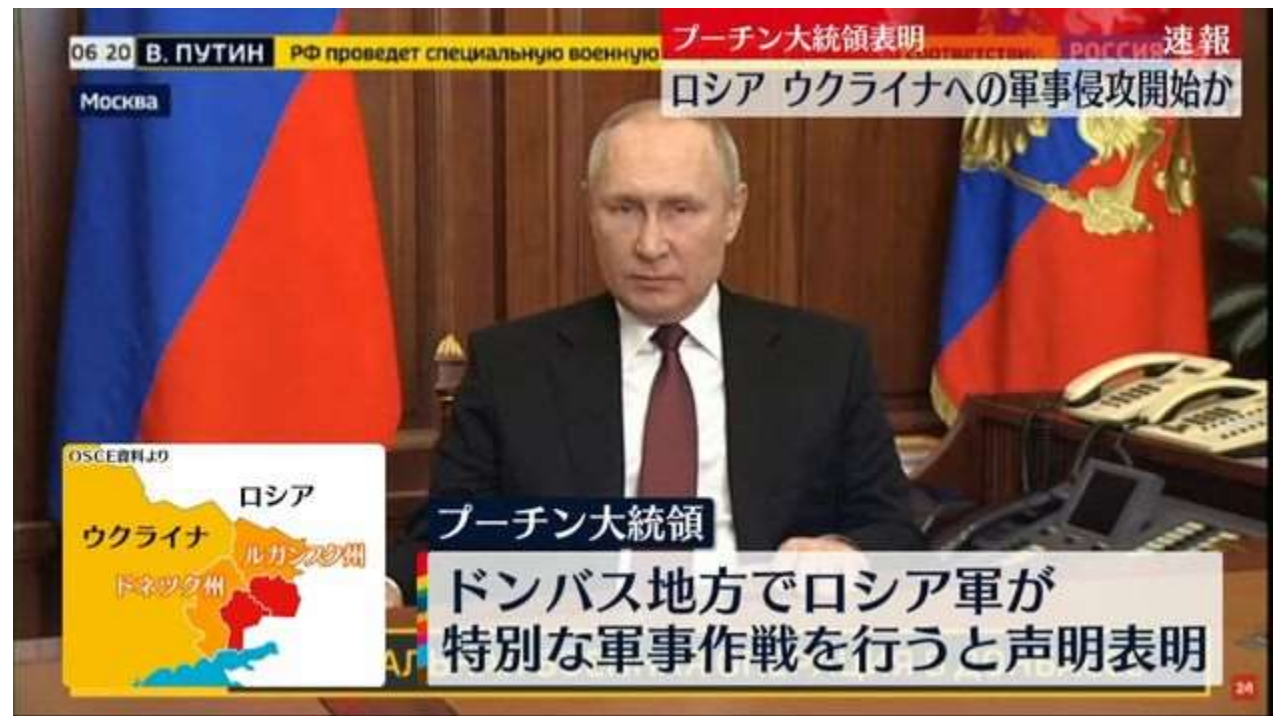 06 20 В. ПУТИН РФ проведет специальную военную
プーチン大統領表明 速報
соответствии
РОССИЯ
Москва
ロシア ウクライナへの軍事侵攻開始か
OSCE資料より
ロシア
ウクライナ
ルガンスク州
ドネツク州
プーチン大統領
ドンバス地方でロシア軍が
特別な軍事作戦を行うと声明表明
24